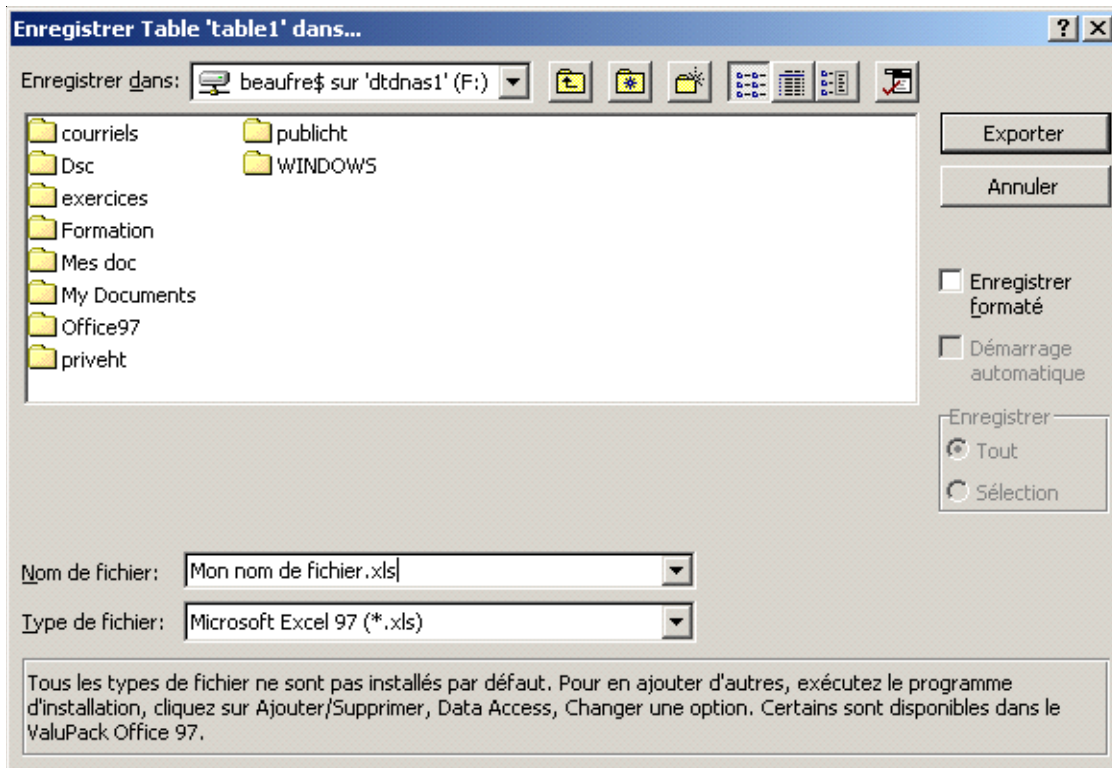 Enregistrer Table 'table1' dans...
Enregistrer dans: beaufre$ sur 'dtdnas1' (F:)
courriels
Dsc
exercices
Formation
Mes doc
My Documents
Office97
priveht
publicht
WINDOWS
Exporter
Annuler
Enregistrer
formaté
Démarrage
automatique
Enregistrer
Tout
Sélection
Nom de fichier: Mon nom de fichier.xls
Type de fichier: Microsoft Excel 97 (*.xls)
Tous les types de fichier ne sont pas installés par défaut. Pour en ajouter d'autres, exécutez le programme
d'installation, cliquez sur Ajouter/Supprimer, Data Access, Changer une option. Certains sont disponibles dans le
ValuPack Office 97.